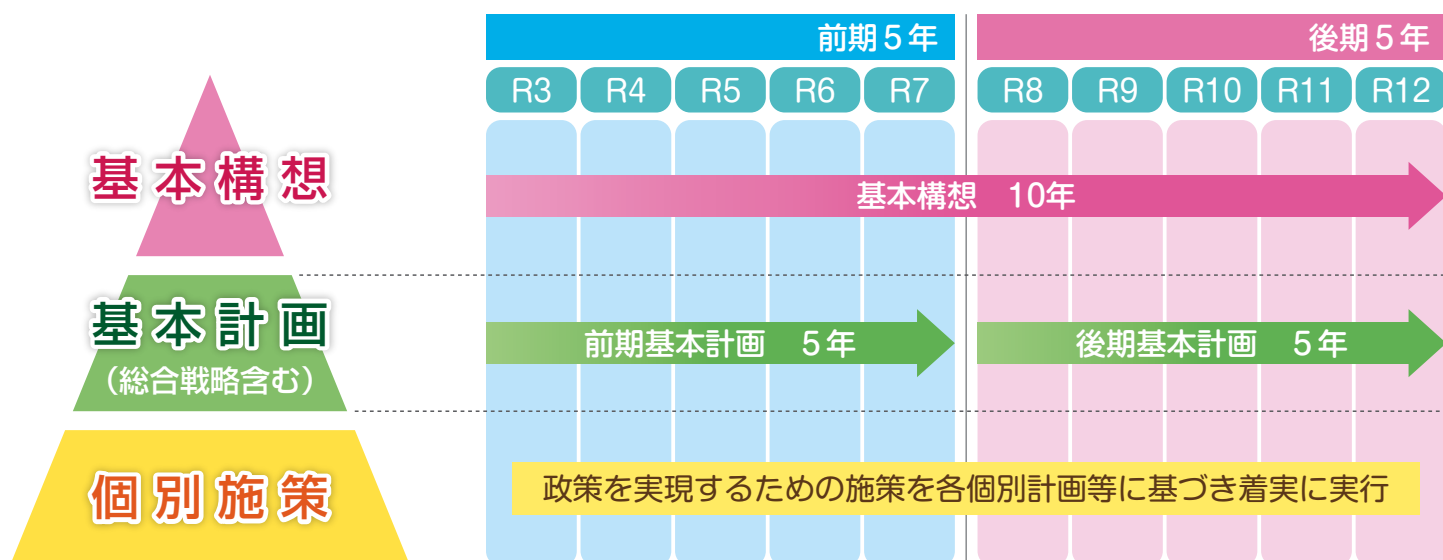 前期5年
後期5年
R3 R4 R5 R6 R7 R8 R9 R10 R11 R12
基本構想
基本構想 10年
基本計画
（総合戦略含む）
前期基本計画 5年
後期基本計画 5年
個別施策
政策を実現するための施策を各個別計画等に基づき着実に実行